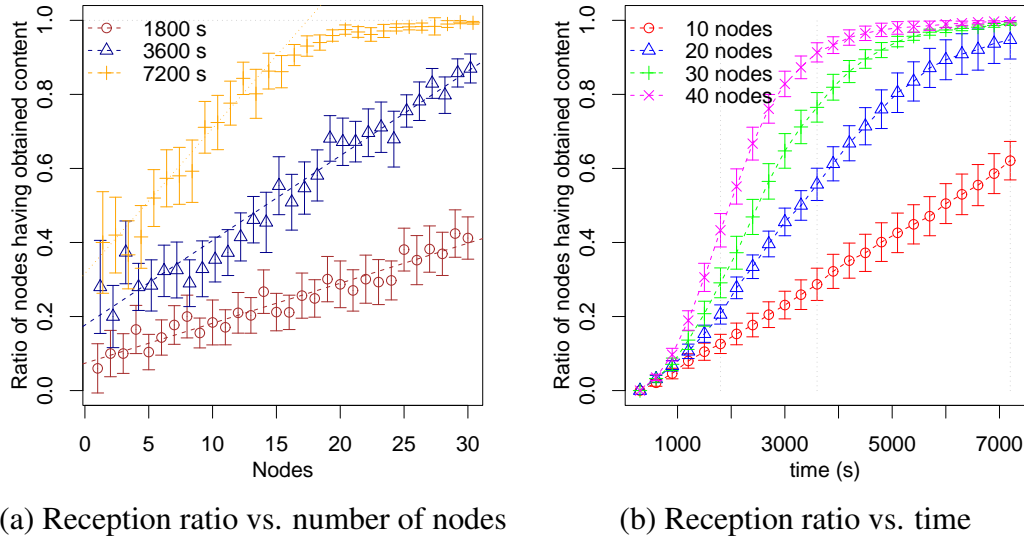 1800 s
3600 s
7200 s
Ratio of nodes having obtained content
0.0
0.2
0.4
0.6
0.8
1.0
0 5 10 15 20 25 30
Nodes
(a) Reception ratio vs. number of nodes
10 nodes
20 nodes
30 nodes
40 nodes
Ratio of nodes having obtained content
0.0
0.2
0.4
0.6
0.8
1.0
1000 3000 5000 7000
time (s)
(b) Reception ratio vs. time